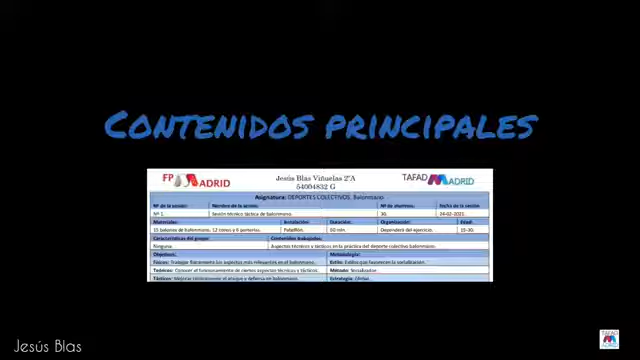 CONTENIDOS PRINCIPALES
FP MADRID
Jesús Blas Viñuelas 2ºA
54004832 G
TAFAD MADRID
Asignatura: DEPORTES COLECTIVOS. Balonmano
Nº de la sesión: Nombre de la sesión: Nº de alumnos: Fecha de la sesión
Nº 1 Sesión técnico táctica de balonmano. 30. 24-02-2021.
Materiales: Instalación: Duración: Organización: Edad:
15 balones de balonmano, 12 conos y 6 porterías. Pabellón. 60 min. Dependerá del ejercicio. 15-30.
Características del grupo: Contenidos trabajados:
Ninguna. Aspectos técnicos y tácticos en la práctica del deporte colectivo balonmano.
Objetivos: Metodología:
Físicos: Trabajar físicamente los aspectos más relevantes en el balonmano. Estilo: Estilos que favorecen la socialización.
Teóricos: Conocer el funcionamiento de ciertos aspectos técnicos y tácticos. Método: Socializador.
Tácticos: Mejorar tácticamente el ataque y defensa en balonmano. Estrategia:
Jesús Blas
TAFAD
MADRID